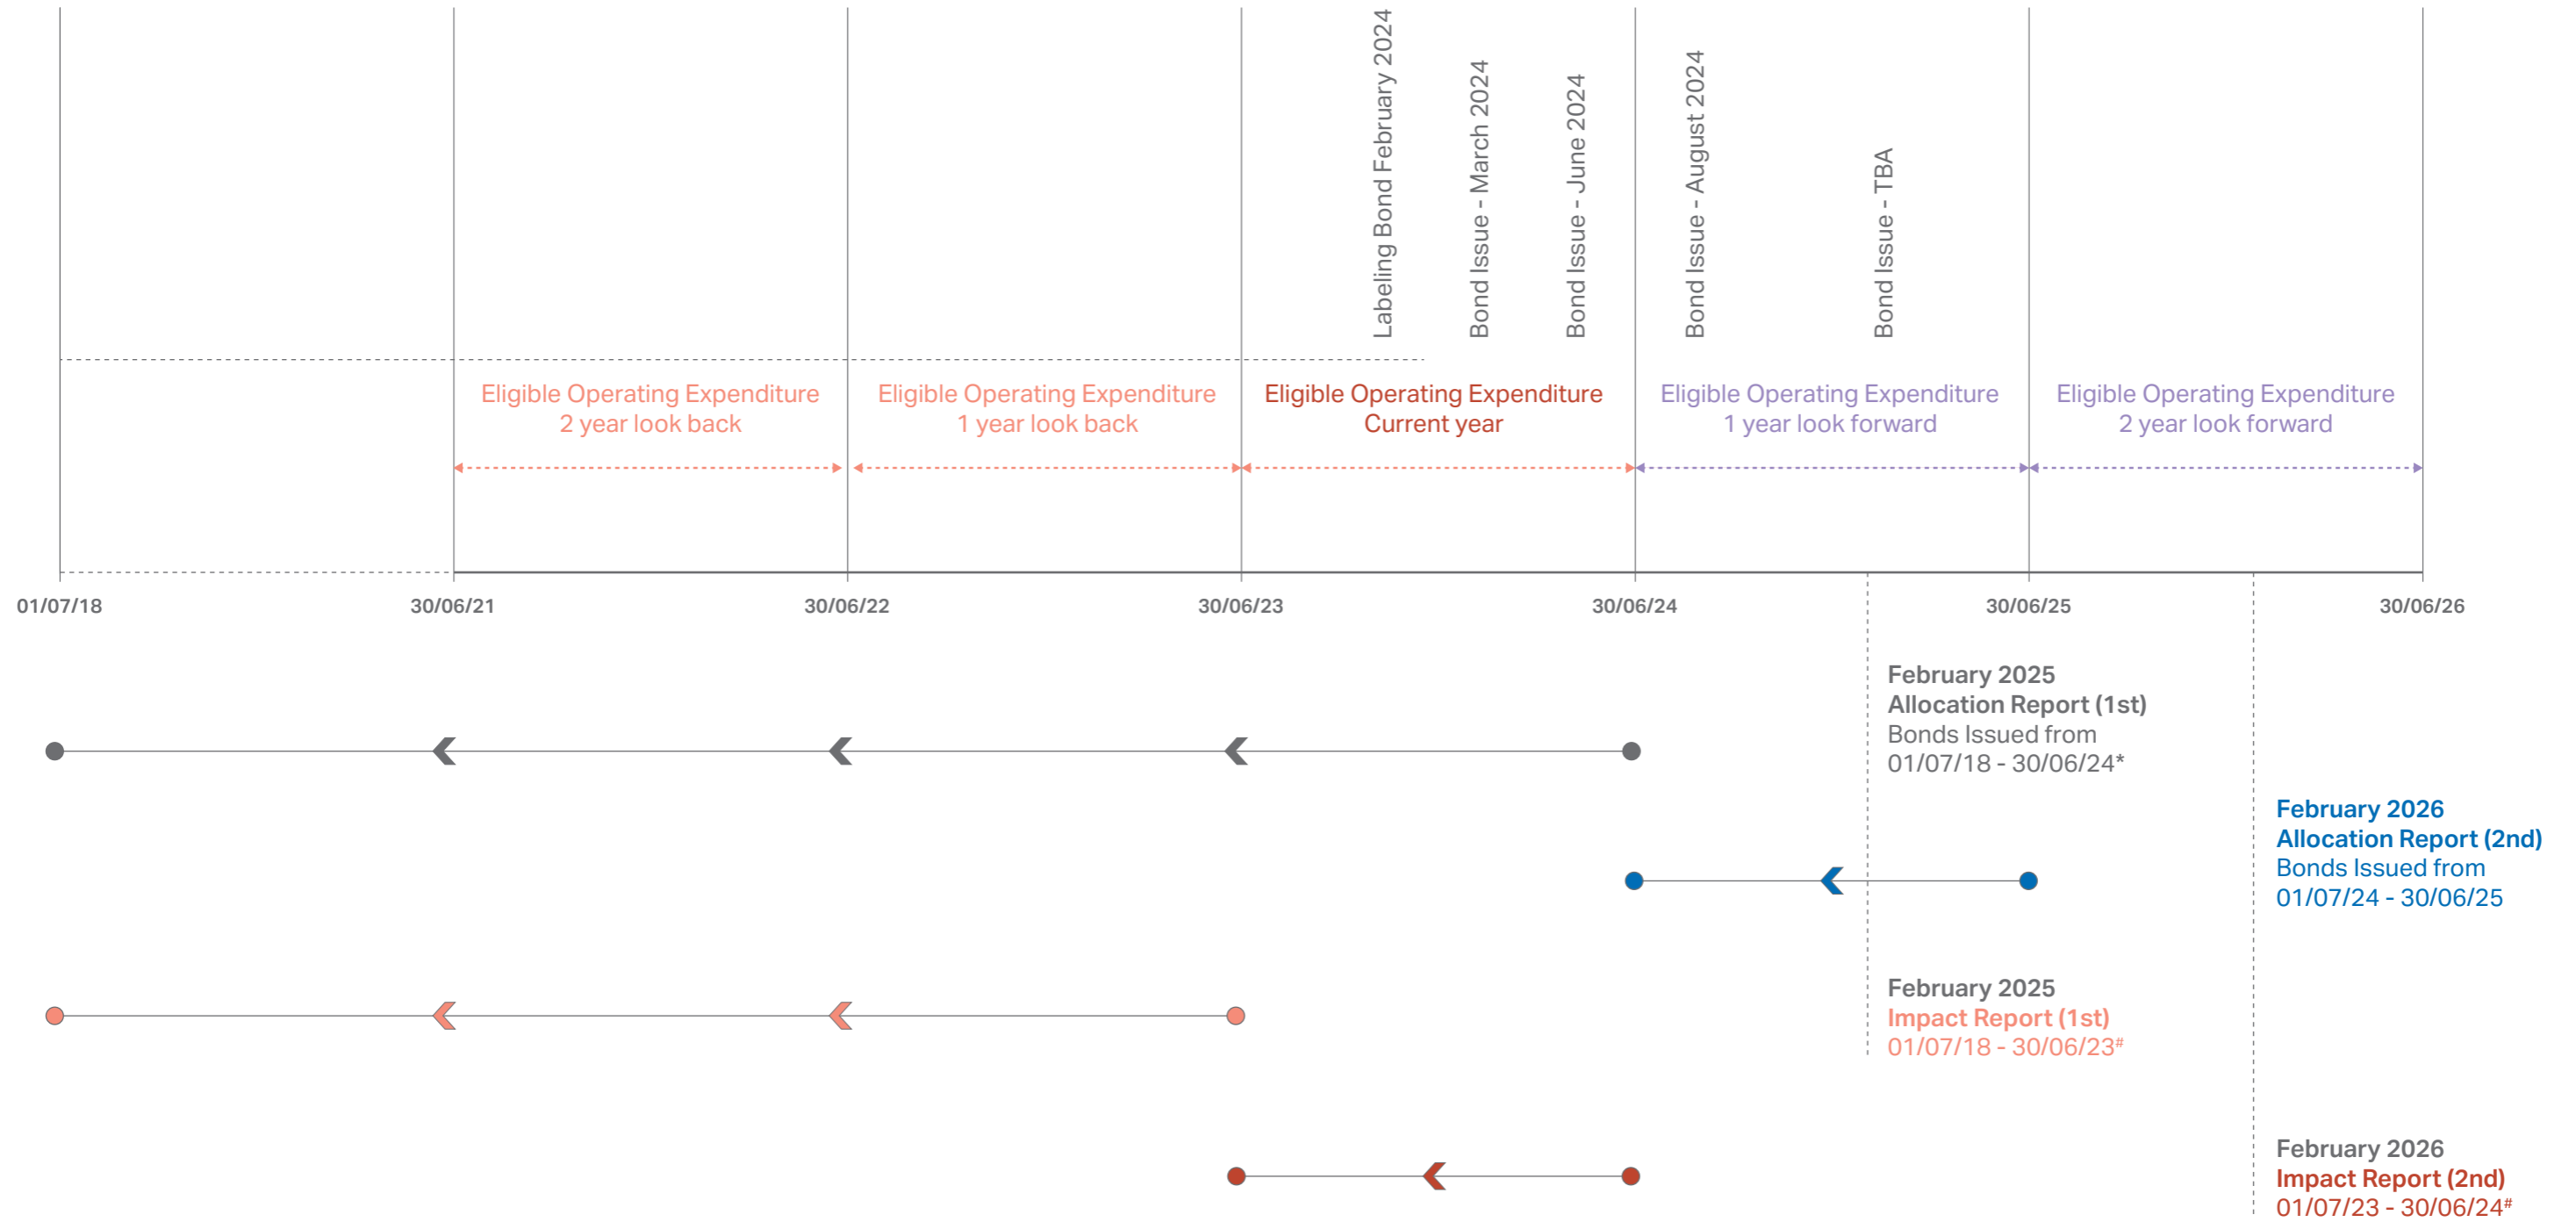 Labeling Bond February 2024
Bond Issue - March 2024
Bond Issue - June 2024
Bond Issue - August 2024
Bond Issue - TBA
Eligible Operating Expenditure
2 year look back
Eligible Operating Expenditure
1 year look back
Eligible Operating Expenditure
Current year
Eligible Operating Expenditure
1 year look forward
Eligible Operating Expenditure
2 year look forward
01/07/18
30/06/21
30/06/22
30/06/23
30/06/24
30/06/25
30/06/26
February 2025
Allocation Report (1st)
Bonds Issued from
01/07/18 - 30/06/24*
February 2026
Allocation Report (2nd)
Bonds Issued from
01/07/24 - 30/06/25
February 2025
Impact Report (1st)
01/07/18 - 30/06/23#
February 2026
Impact Report (2nd)
01/07/23 - 30/06/24#